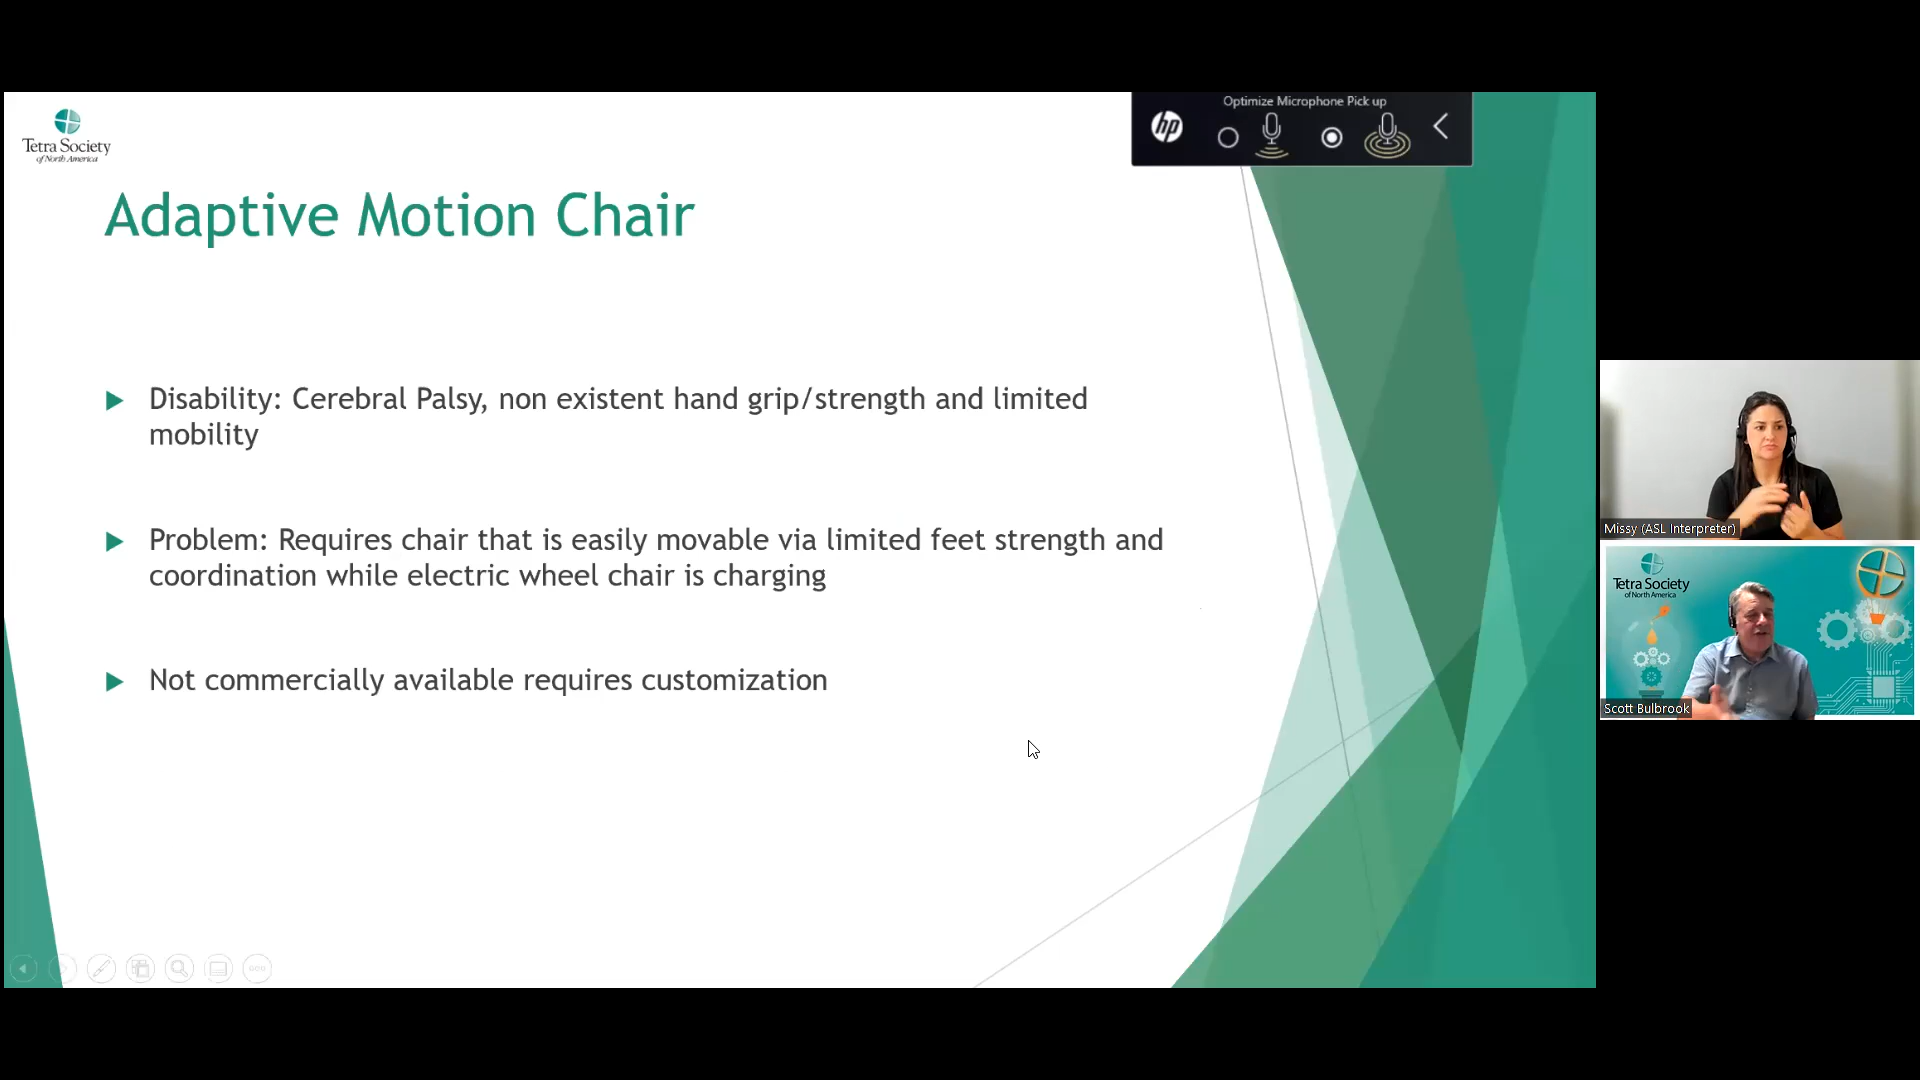 Optimize Microphone Pick up
hp
Tetra Society
of North America
Adaptive Motion Chair
Disability: Cerebral Palsy, non existent hand grip/strength and limited
mobility
Problem: Requires chair that is easily movable via limited feet strength and
coordination while electric wheel chair is charging
Not commercially available requires customization
Missy (ASL Interpreter)
Tetra Society
of North America
Scott Bulbrook